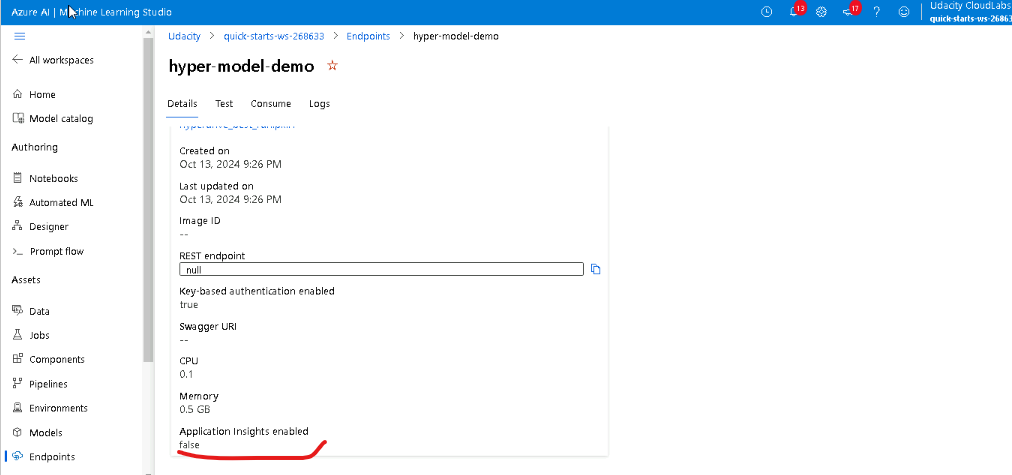 Azure AI | Machine Learning Studio
13
17
Udacity CloudLabs
quick-starts-ws-26863
Udacity > quick-starts-ws-268633 > Endpoints > hyper-model-demo
All workspaces
hyper-model-demo
Home
Details Test Consume Logs
Model catalog
Authoring
Created on
Oct 13, 2024 9:26 PM
Notebooks
Last updated on
Oct 13, 2024 9:26 PM
Automated ML
Image ID
--
Designer
Prompt flow
REST endpoint
null
Assets
Key-based authentication enabled
true
Data
Swagger URI
--
Jobs
Components
CPU
0.1
Pipelines
Memory
0.5 GB
Environments
Models
Application Insights enabled
false
Endpoints